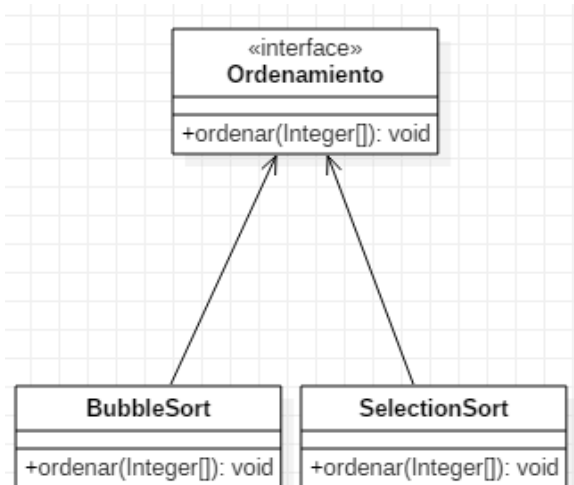 «interface»
Ordenamiento
+ordenar(Integer[]): void
BubbleSort
+ordenar(Integer[]): void
SelectionSort
+ordenar(Integer[]): void